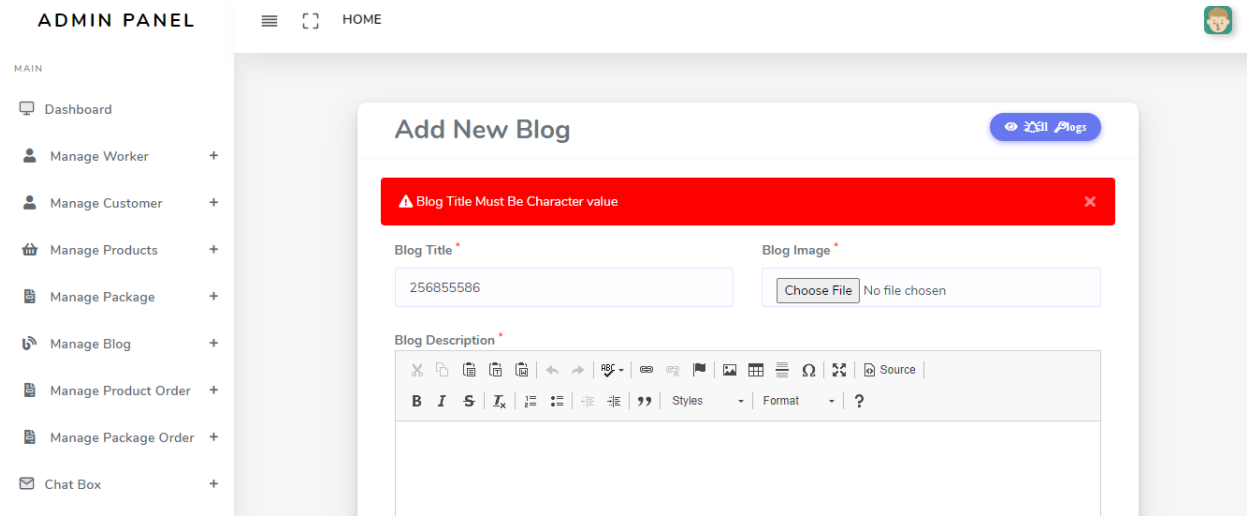 ADMIN PANEL
HOME
MAIN
Dashboard
Manage Worker +
Manage Customer +
Manage Products +
Manage Package +
Manage Blog +
Manage Product Order +
Manage Package Order +
Chat Box +
Add New Blog
Blog Title Must Be Character value
Blog Title *
Blog Image *
256855586
Choose File No file chosen
Blog Description *
Source
Styles
Format